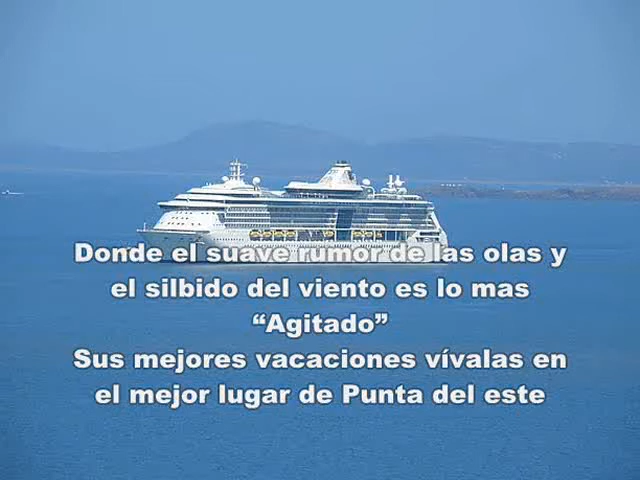 Donde el suave rumor de las olas y
el silbido del viento es lo mas
“Agitado”
Sus mejores vacaciones vívalas en
el mejor lugar de Punta del este